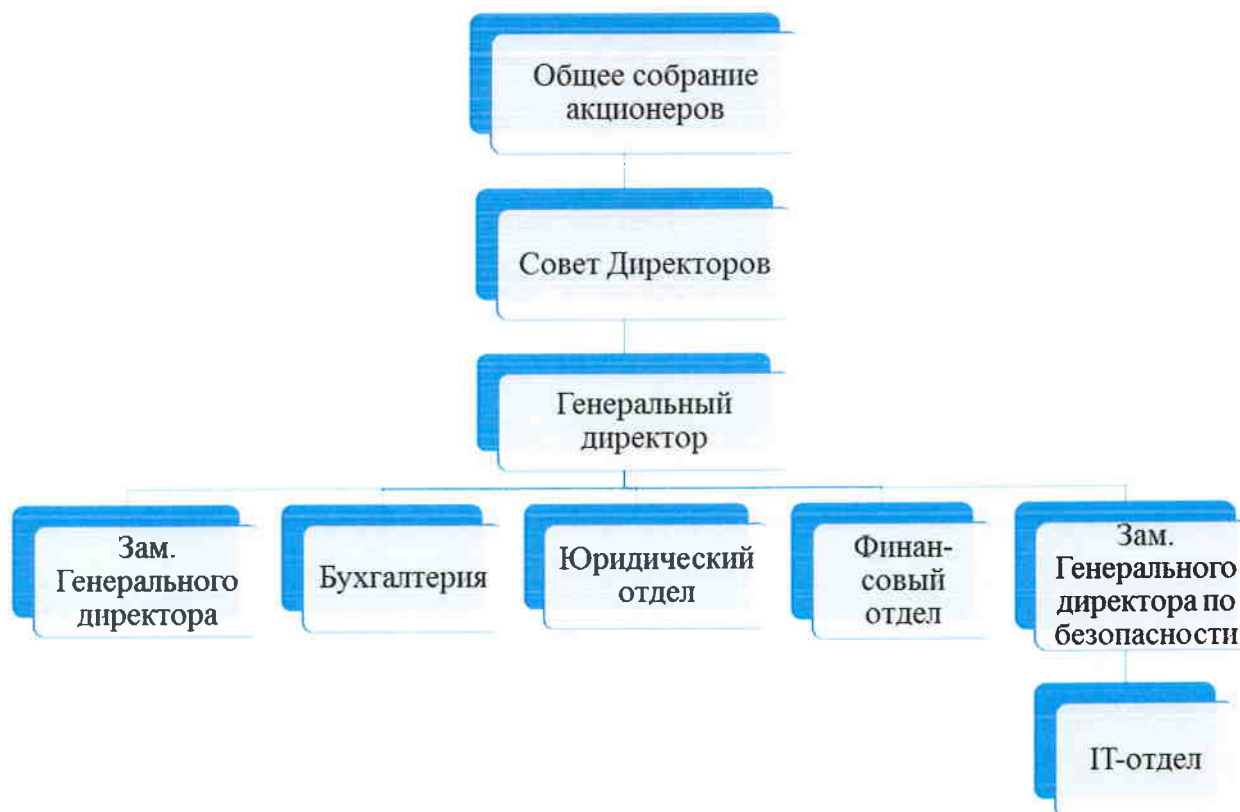 Общее собрание
акционеров
Совет Директоров
Генеральный
директор
Зам.
Генерального
директора
Бухгалтерия
Юридический
отдел
Финан-
совый
отдел
Зам.
Генерального
директора по
безопасности
IT-отдел